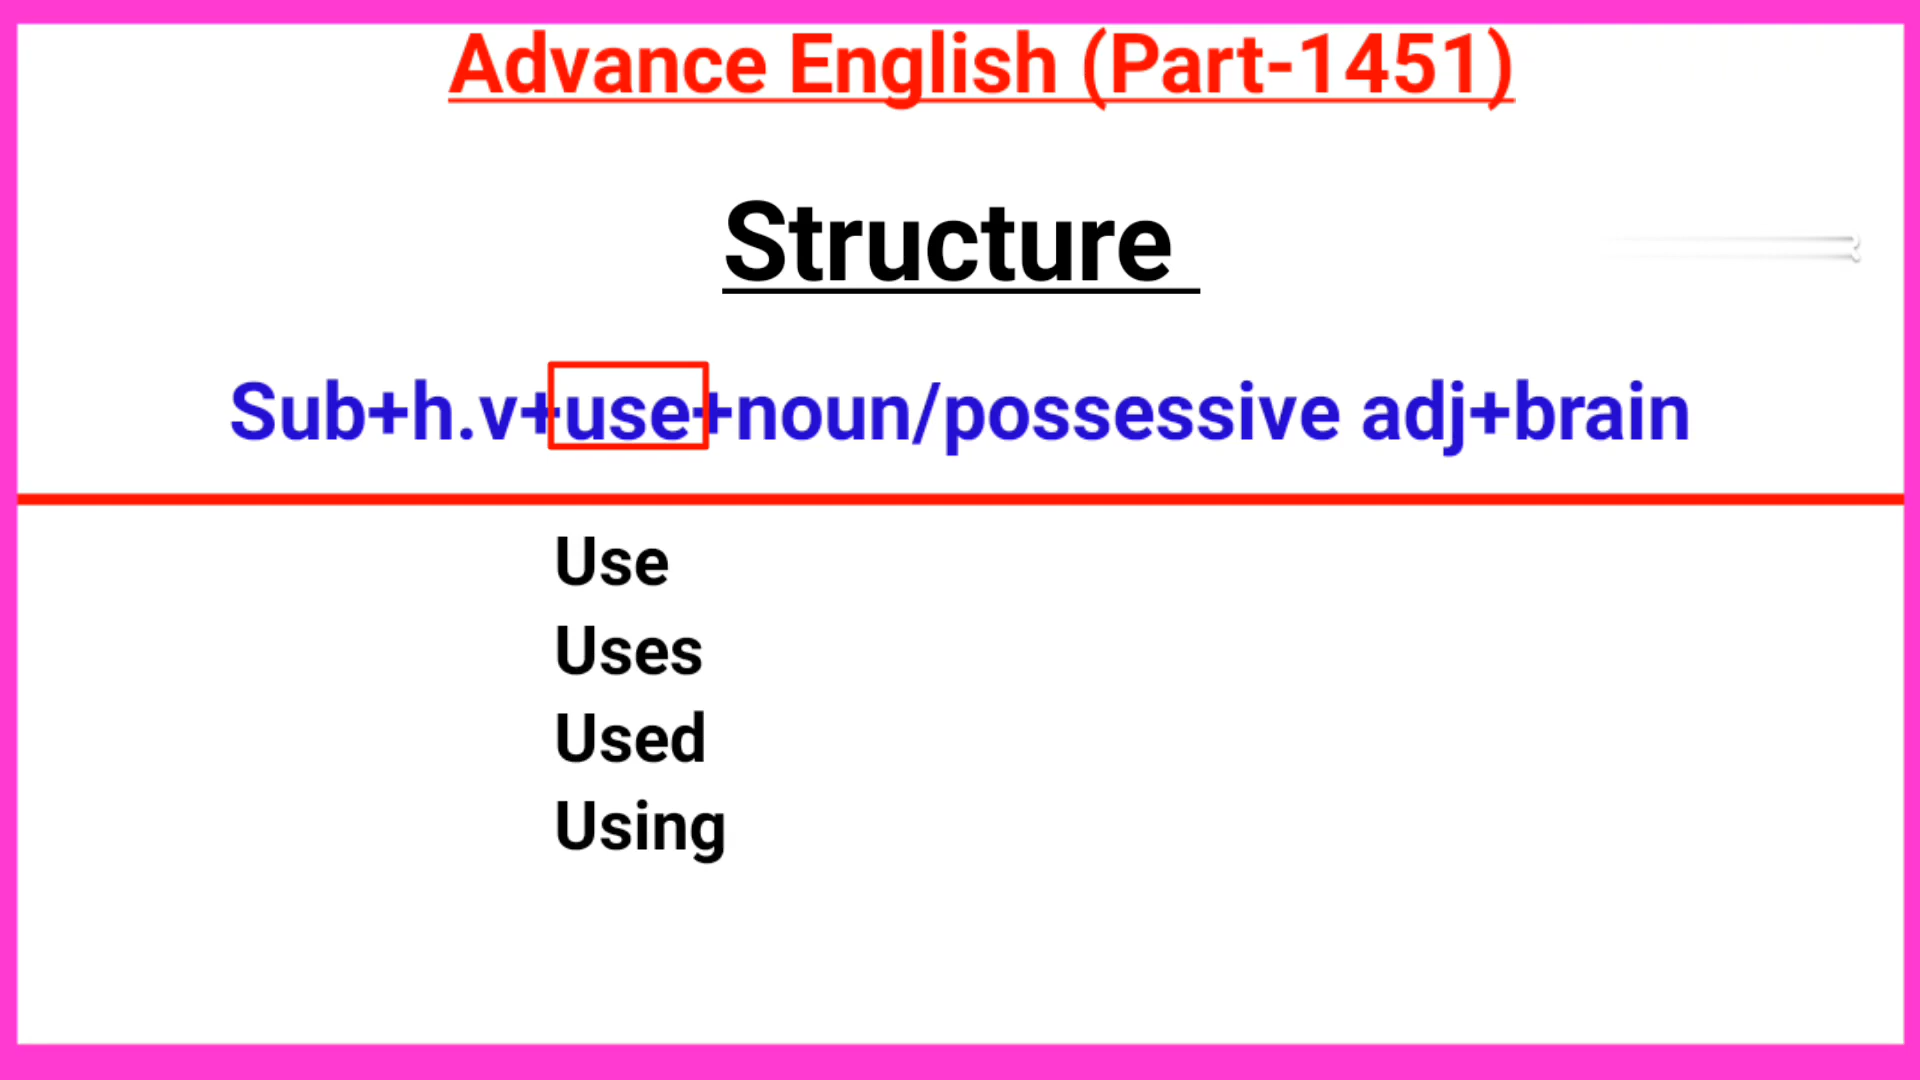 Advance English (Part-1451)
Structure
Sub+h.v+use+noun/possessive adj+brain
Use
Uses
Used
Using